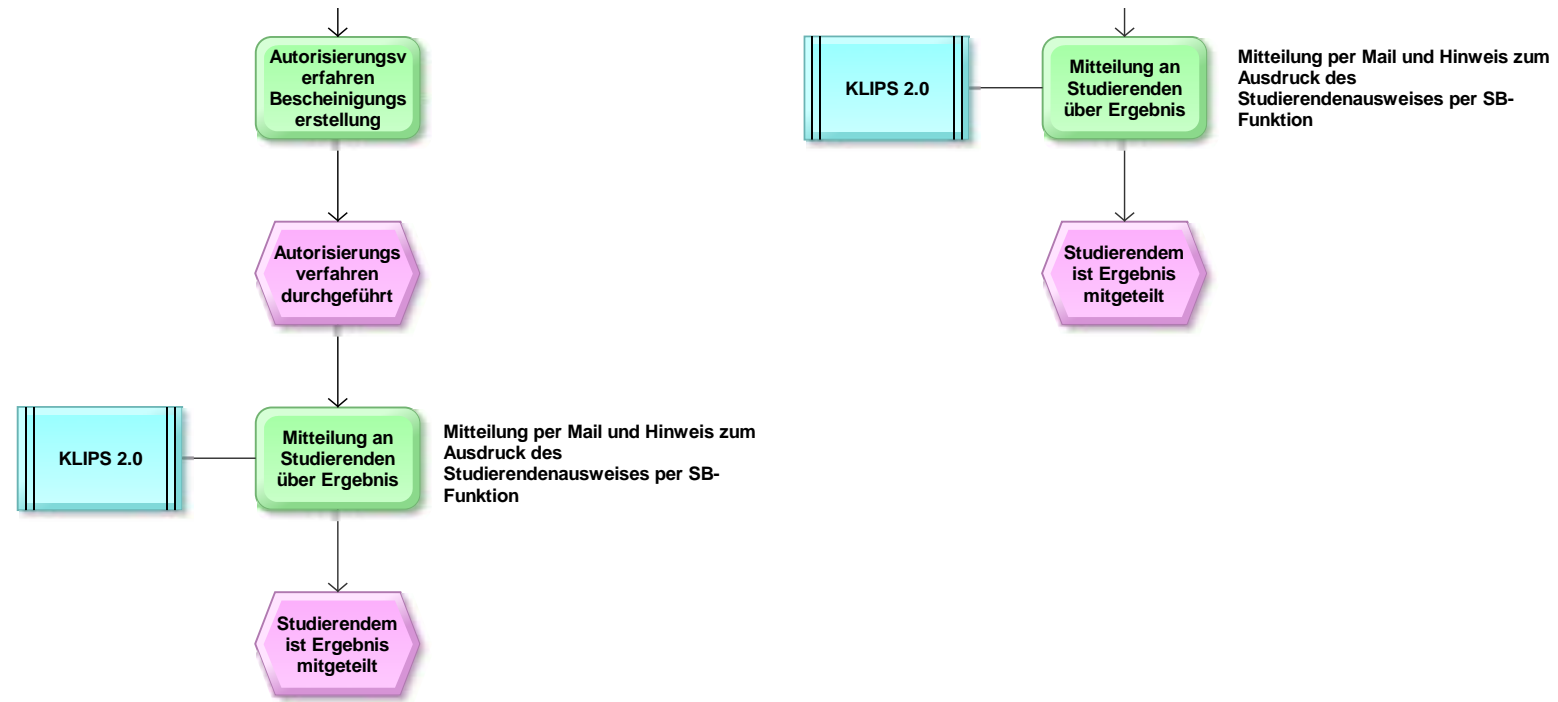 Autorisierungsv
erfahren
Bescheinigungs
erstellung
Autorisierungs
verfahren
durchgeführt
KLIPS 2.0
Mitteilung an
Studierenden
über Ergebnis
Mitteilung per Mail und Hinweis zum
Ausdruck des
Studierendenausweises per SB-
Funktion
Studierendem
ist Ergebnis
mitgeteilt
KLIPS 2.0
Mitteilung an
Studierenden
über Ergebnis
Mitteilung per Mail und Hinweis zum
Ausdruck des
Studierendenausweises per SB-
Funktion
Studierendem
ist Ergebnis
mitgeteilt